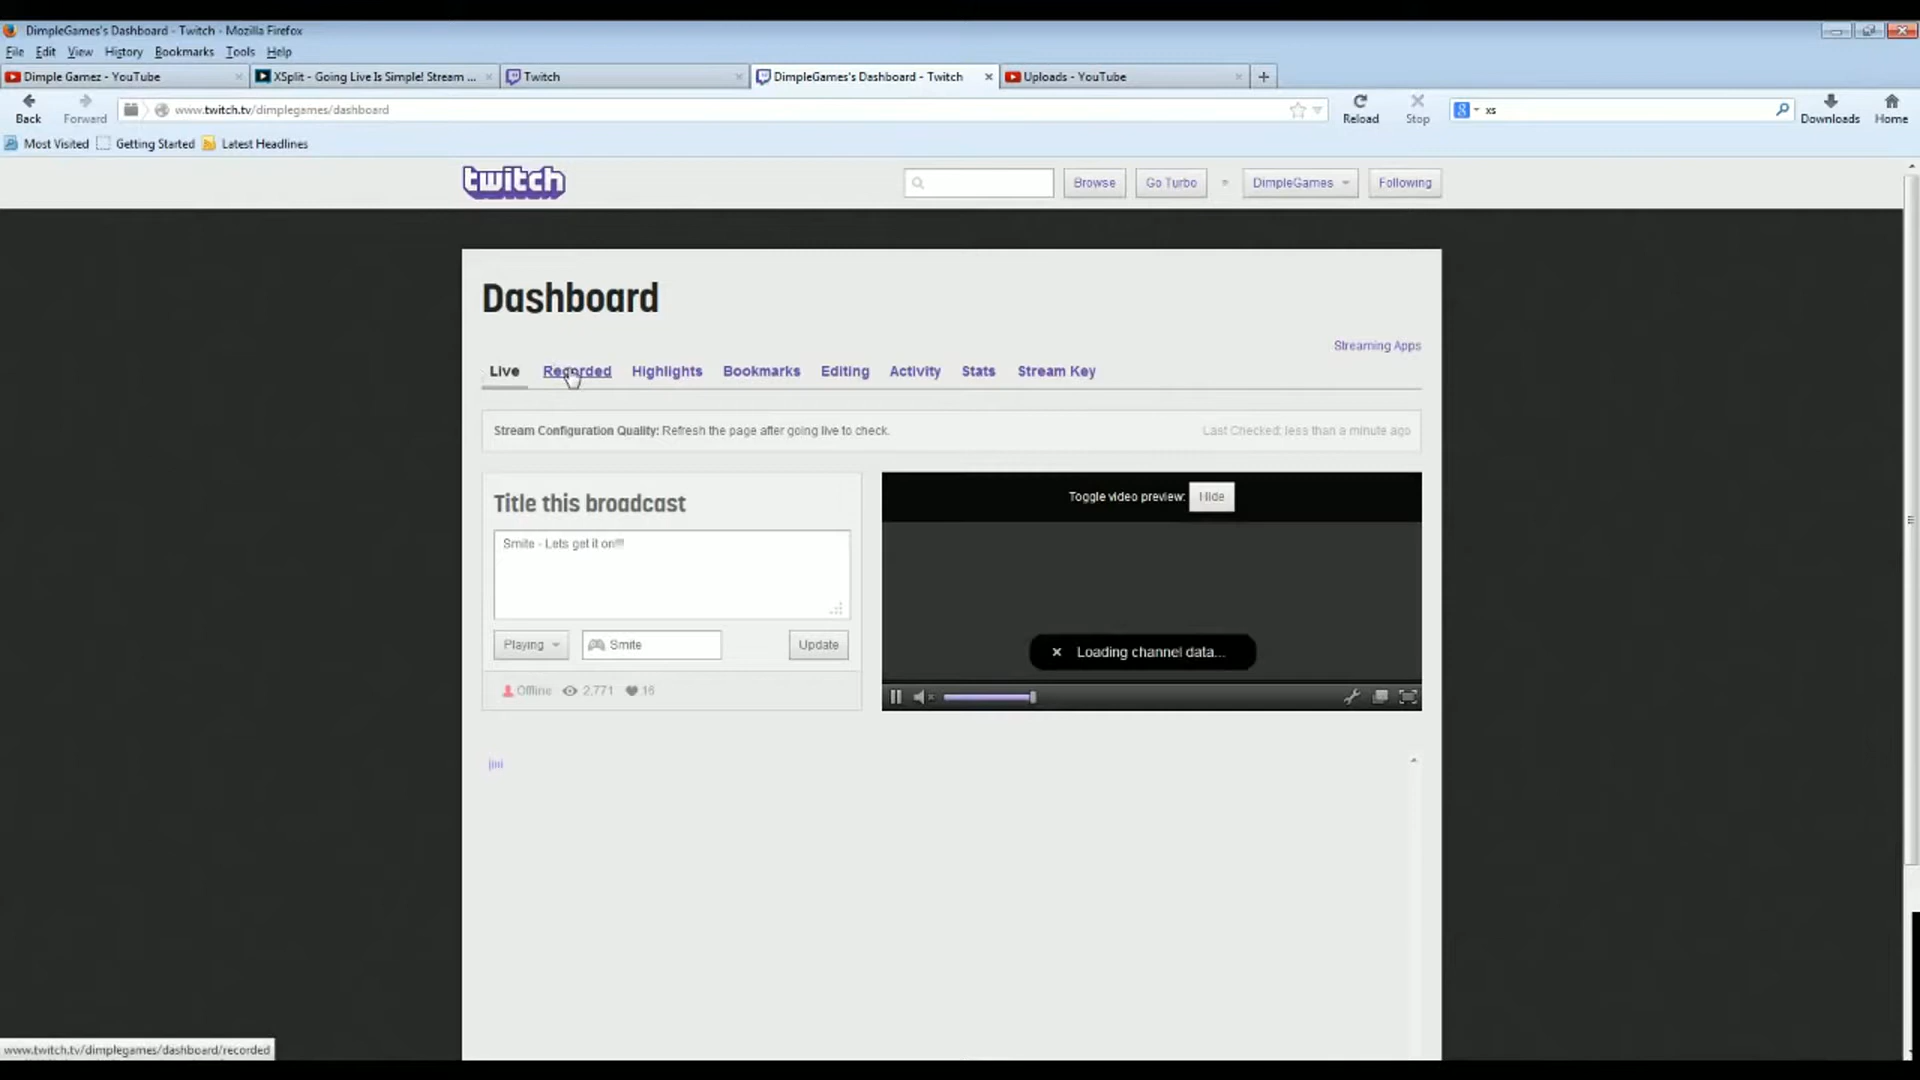 DimpleGames's Dashboard - Twitch - Mozilla Firefox
File Edit View History Bookmarks Tools Help
Dimple Gamez - YouTube
XSplit - Going Live Is Simple! Stream ...
Twitch
DimpleGames's Dashboard - Twitch
Uploads - YouTube
www.twitch.tv/dimplegames/dashboard
xs
Back
Forward
Reload
Stop
Downloads
Home
Most Visited
Getting Started
Latest Headlines
twitch
Browse
Go Turbo
DimpleGames
Following
Dashboard
Streaming Apps
Live
Recorded
Highlights
Bookmarks
Editing
Activity
Stats
Stream Key
Stream Configuration Quality: Refresh the page after going live to check.
Last Checked: less than a minute ago
Title this broadcast
Smite - Lets get it on!!!!
Playing
Smite
Update
Offline
2,771
16
Toggle video preview:
Hide
Loading channel data...
www.twitch.tv/dimplegames/dashboard/recorded